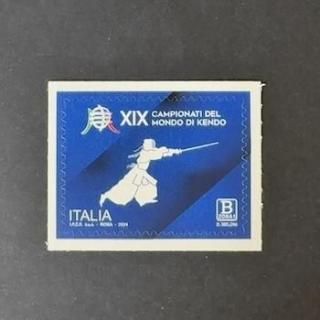 XIX CAMPIONATI DEL
MONDO DI KENDO
ITALIA
I.P.Z.S. S.p.A. - ROMA - 2024
B
ZONA 1